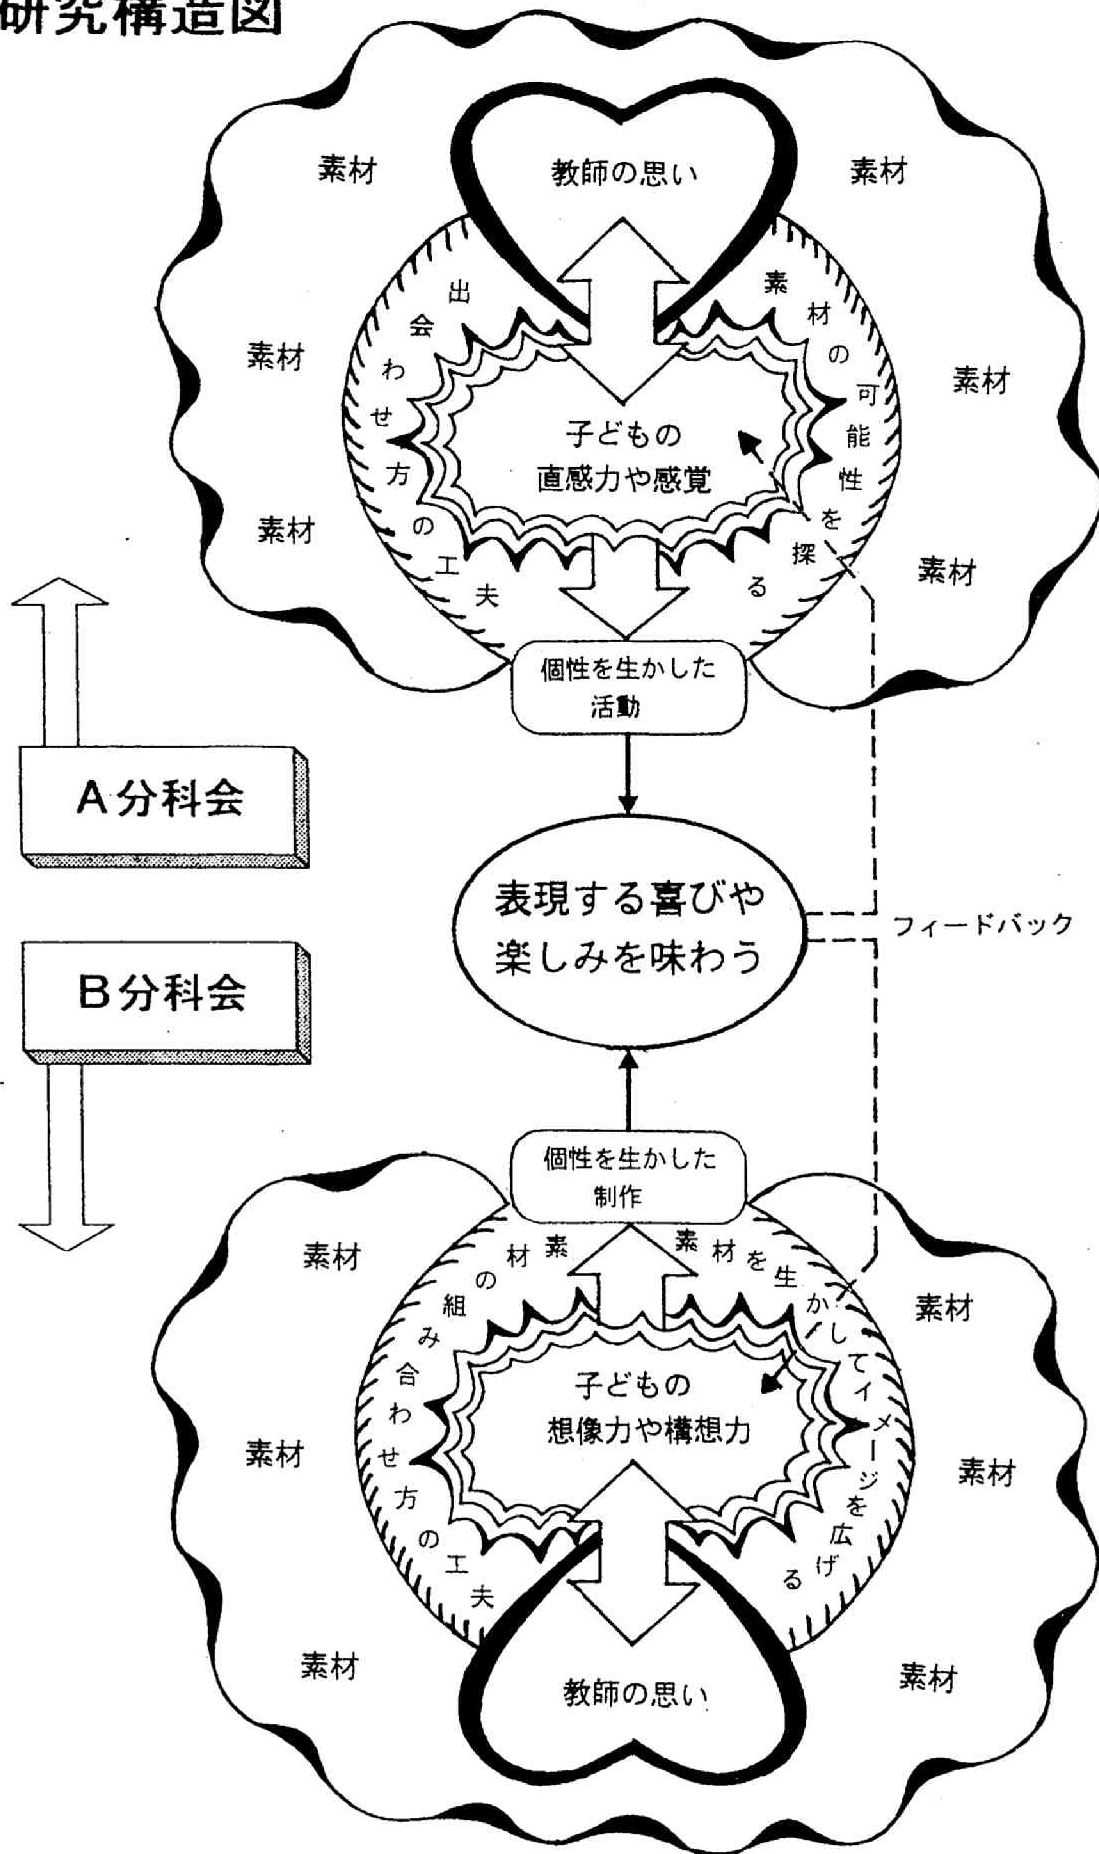 研究構造図
教師の思い
素材
素材
素材
素材
素材
素材
出会わせ方の工夫
素材の可能性を探る
子どもの
直感力や感覚
個性を生かした
活動
A分科会
表現する喜びや
楽しみを味わう
フィードバック
B分科会
個性を生かした
制作
素材の組み合わせ方の工夫
素材を生かしてイメージを広げる
子どもの
想像力や構想力
素材
素材
素材
素材
素材
素材
教師の思い